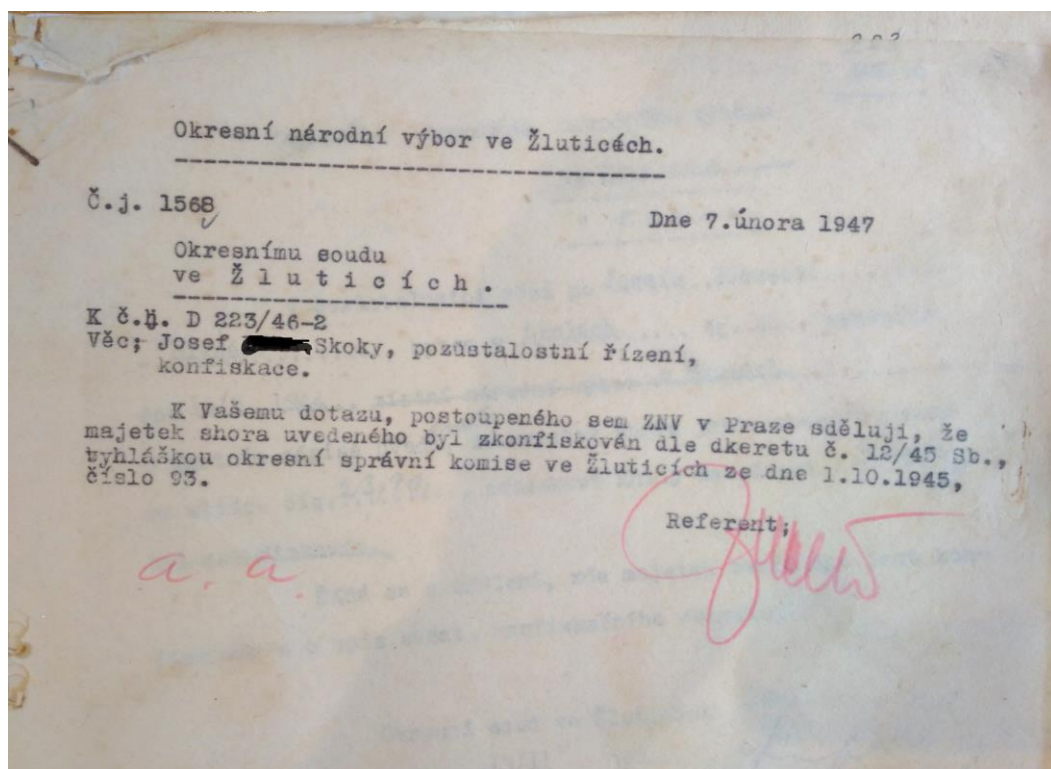 Okresní národní výbor ve Žluticéch.
Č.j. 1568
Dne 7.února 1947
Okresnímu soudu
ve Ž l u t i c í c h .
K č.j. D 223/46-2
Věc; Josef Skoky, pozůstalostní řízení,
konfiskace.
K Vašemu dotazu, postoupeného sem ZNV v Praze sděluji, že
majetek shora uvedeného byl zkonfiskován dle dkeretu č. 12/45 Sb.,
vyhláškou okresní správní komise ve Žluticích ze dne 1.10.1945,
číslo 93.
Referent;
a. a.